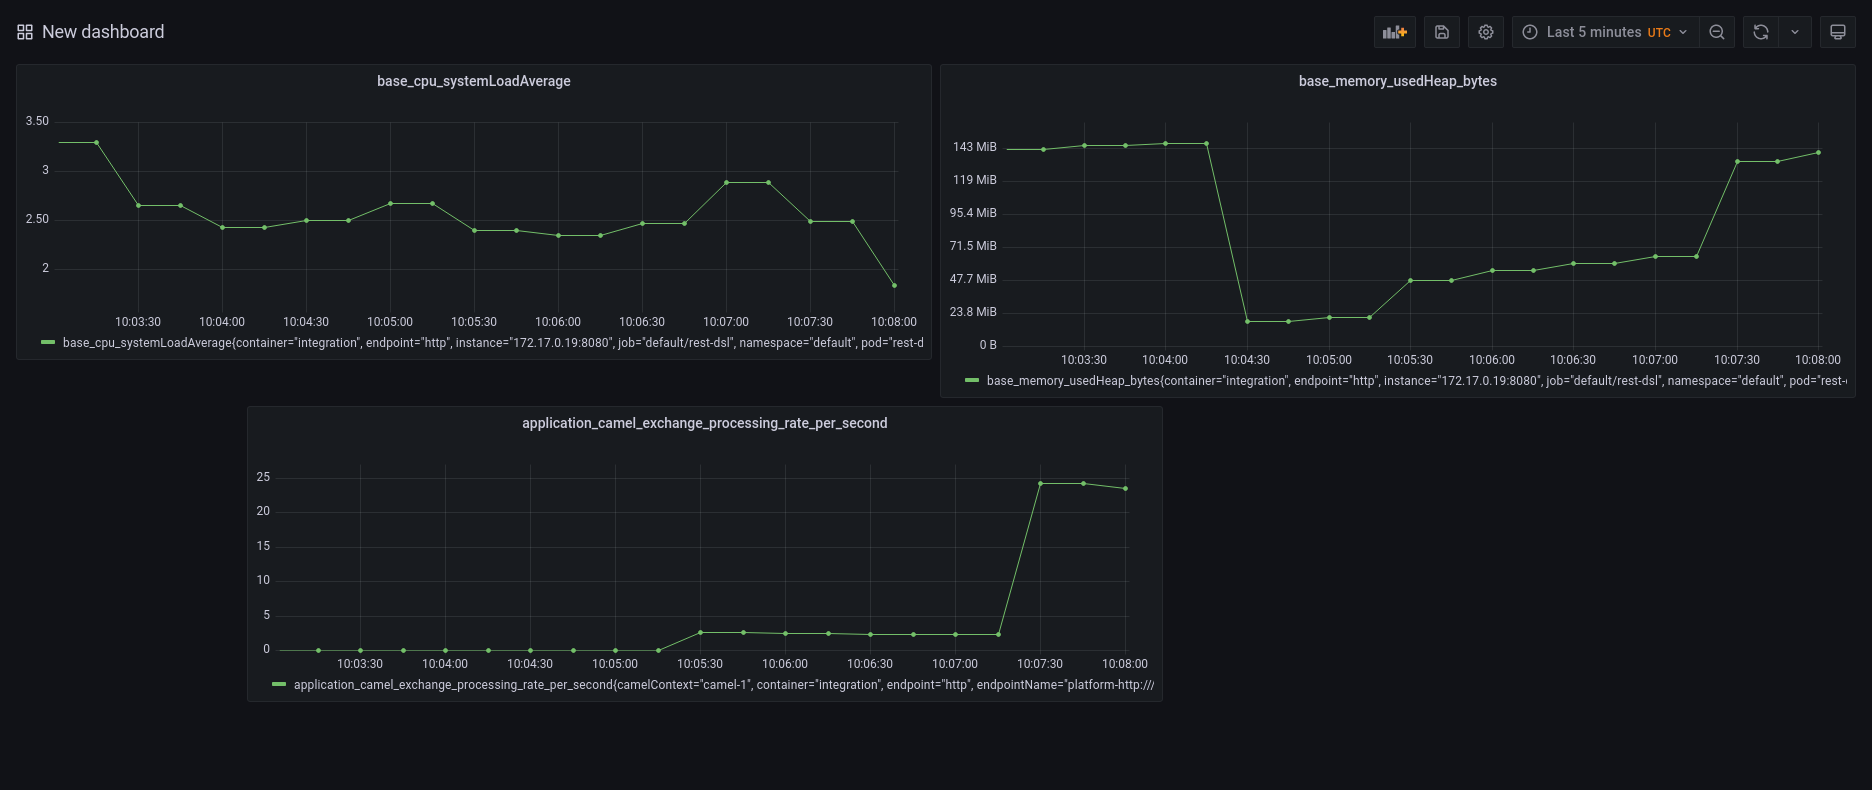 New dashboard
Last 5 minutes UTC
base_cpu_systemLoadAverage
3.50
3
2.50
2
10:03:30 10:04:00 10:04:30 10:05:00 10:05:30 10:06:00 10:06:30 10:07:00 10:07:30 10:08:00
base_cpu_systemLoadAverage{container="integration", endpoint="http", instance="172.17.0.19:8080", job="default/rest-dsl", namespace="default", pod="rest-d
base_memory_usedHeap_bytes
143 MiB
119 MiB
95.4 MiB
71.5 MiB
47.7 MiB
23.8 MiB
0 B
10:03:30 10:04:00 10:04:30 10:05:00 10:05:30 10:06:00 10:06:30 10:07:00 10:07:30 10:08:00
base_memory_usedHeap_bytes{container="integration", endpoint="http", instance="172.17.0.19:8080", job="default/rest-dsl", namespace="default", pod="rest-
application_camel_exchange_processing_rate_per_second
25
20
15
10
5
0
10:03:30 10:04:00 10:04:30 10:05:00 10:05:30 10:06:00 10:06:30 10:07:00 10:07:30 10:08:00
application_camel_exchange_processing_rate_per_second{camelContext="camel-1", container="integration", endpoint="http", endpointName="platform-http:///